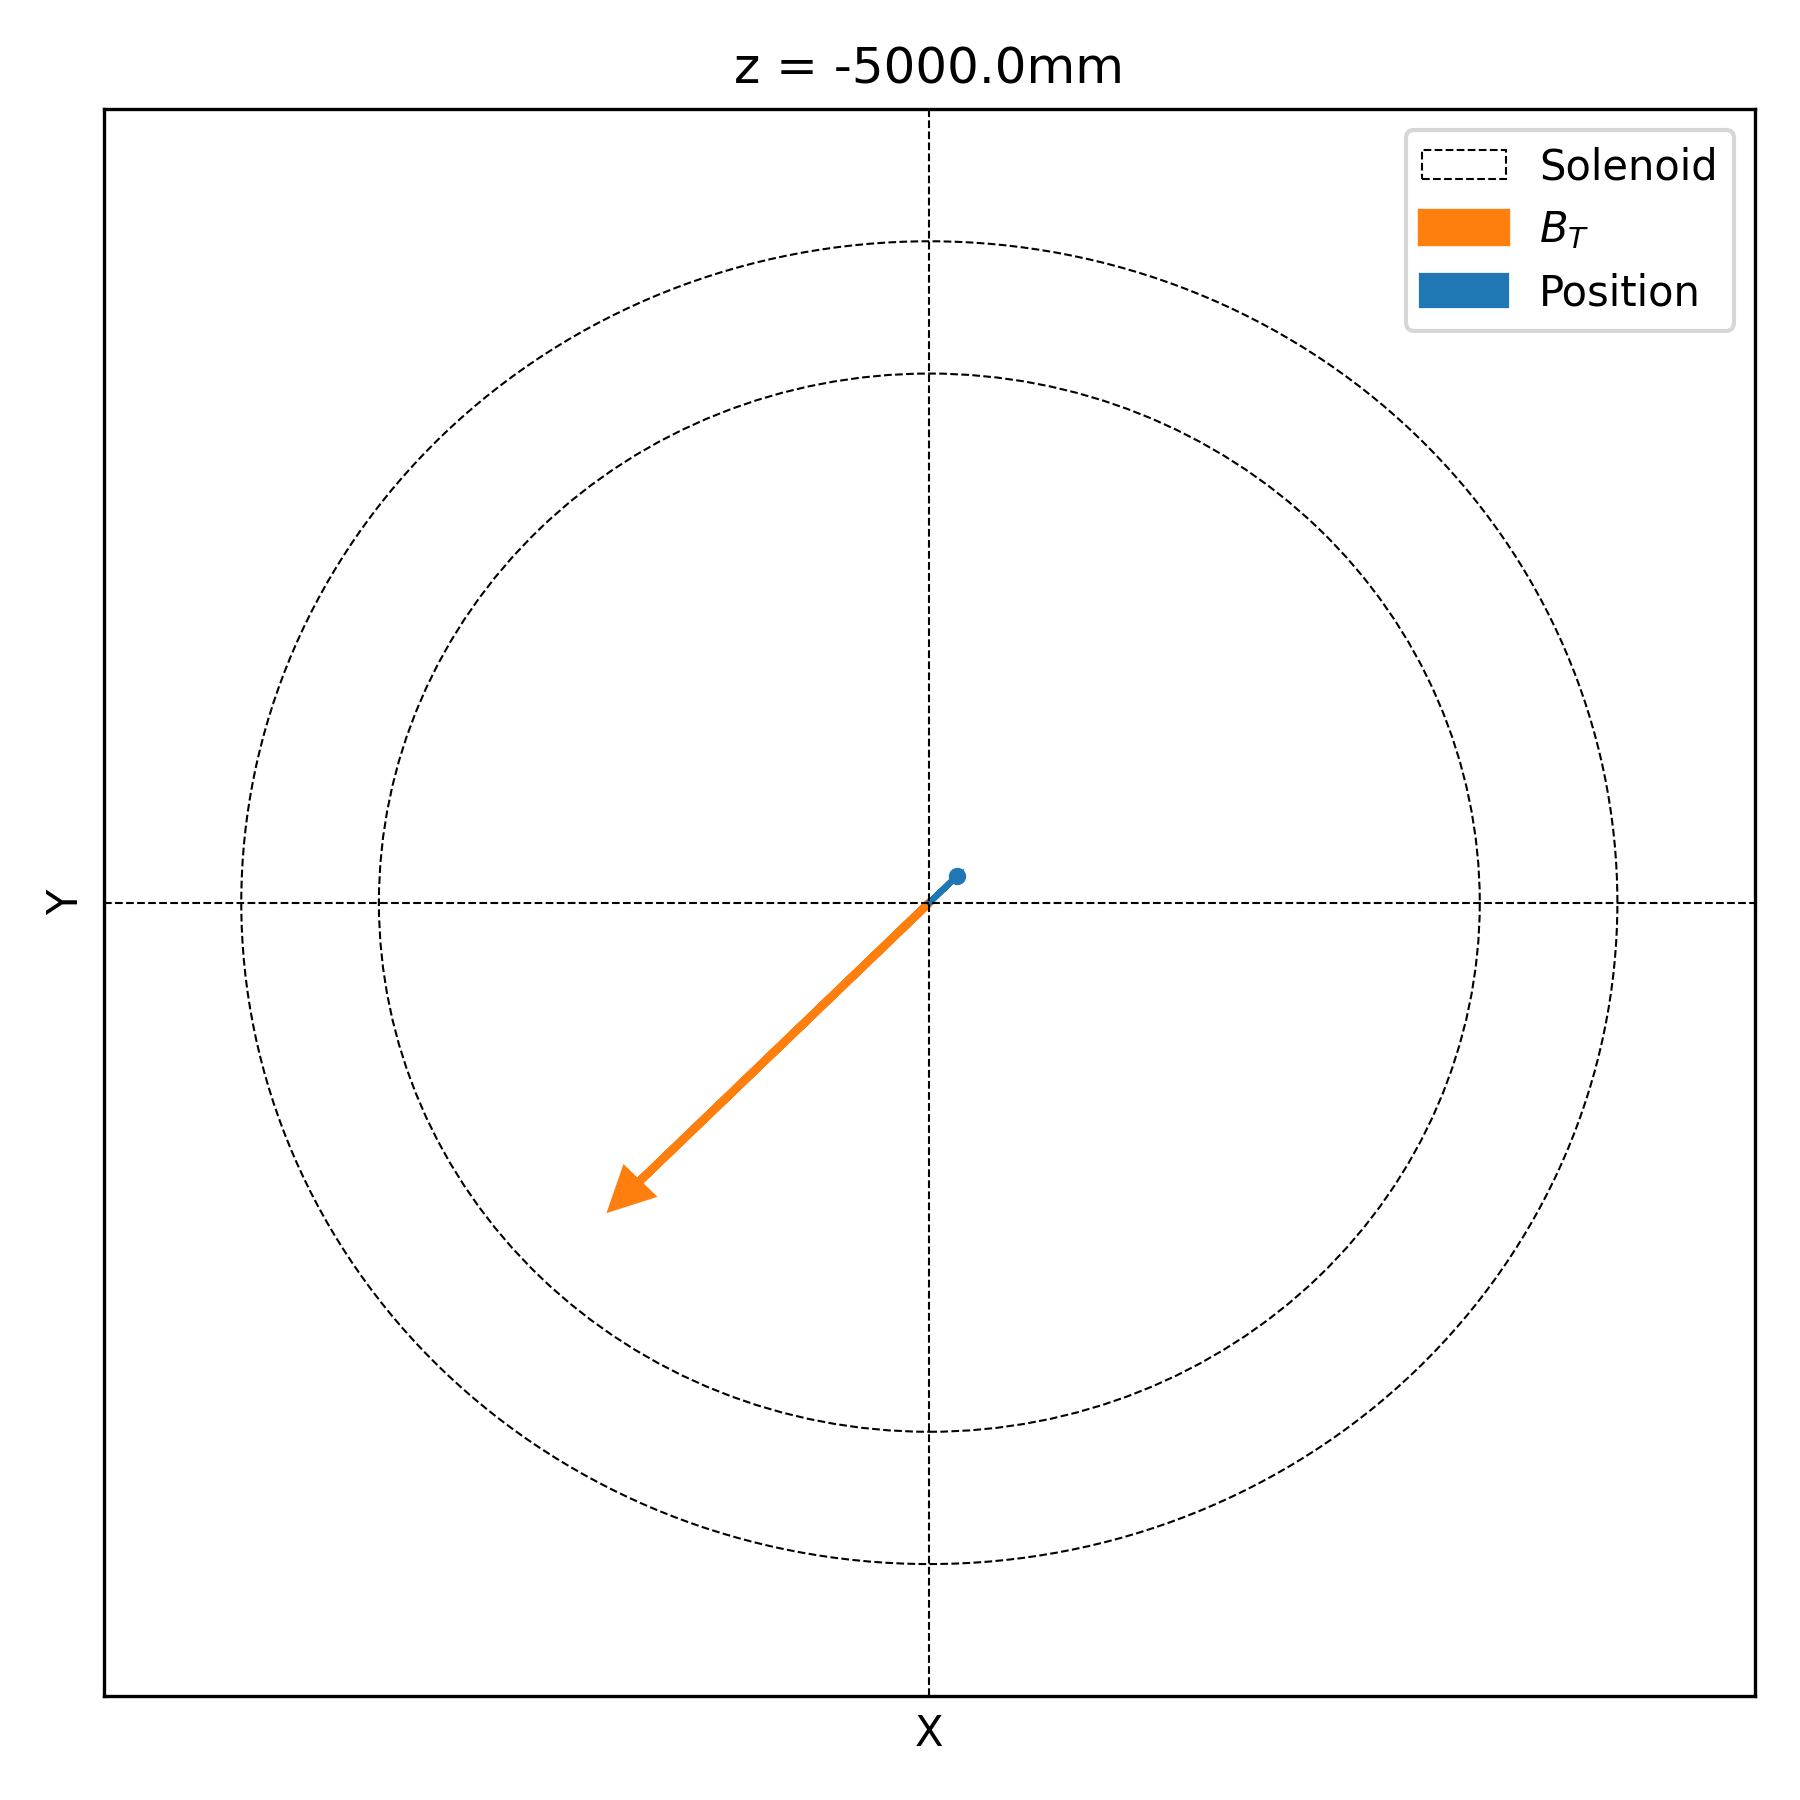 z = -5000.0mm
Solenoid
B_T
Position
Y
X